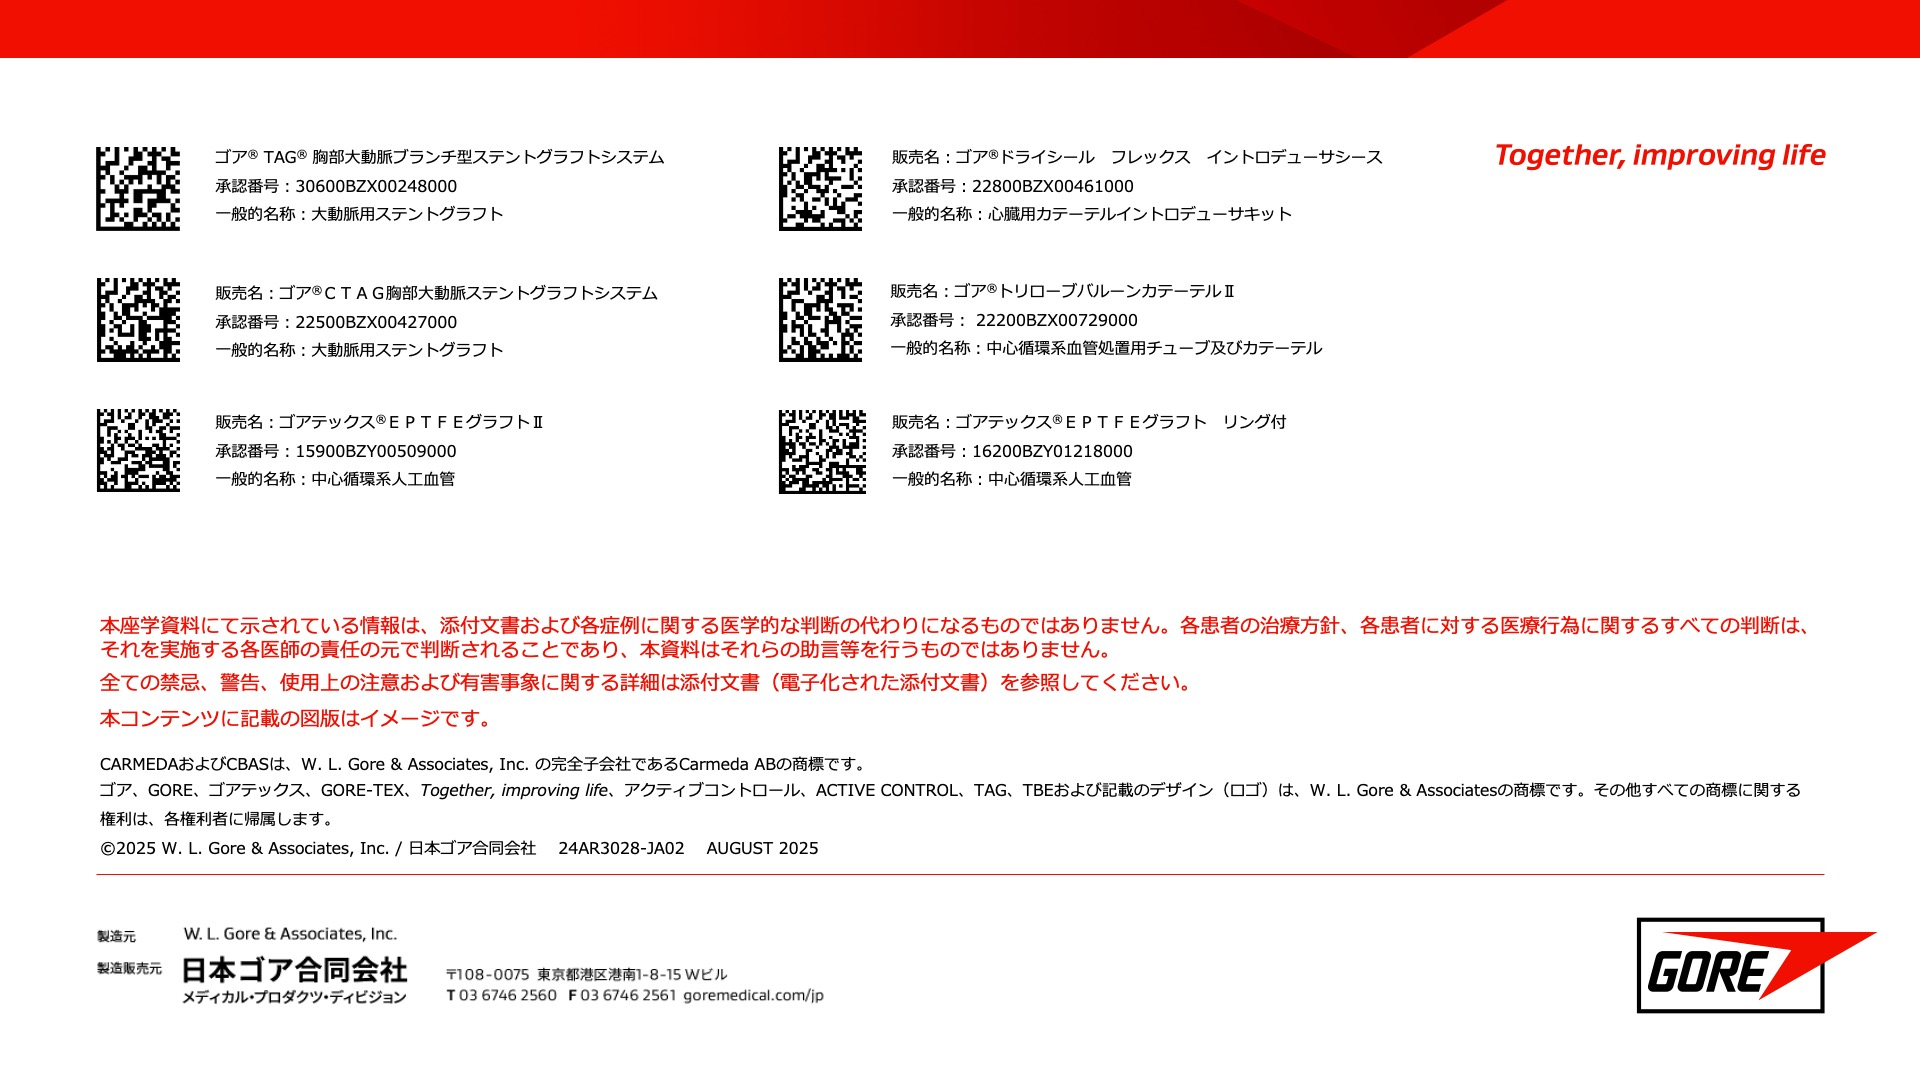 Together, improving life
ゴア® TAG® 胸部大動脈ブランチ型ステントグラフトシステム
承認番号：30600BZX00248000
一般的名称：大動脈用ステントグラフト
販売名：ゴア®ドライシール　フレックス　イントロデューサシース
承認番号：22800BZX00461000
一般的名称：心臓用カテーテルイントロデューサキット
販売名：ゴア®ＣＴＡＧ胸部大動脈ステントグラフトシステム
承認番号：22500BZX00427000
一般的名称：大動脈用ステントグラフト
販売名：ゴア®トリローブバルーンカテーテルⅡ
承認番号： 22200BZX00729000
一般的名称：中心循環系血管処置用チューブ及びカテーテル
販売名：ゴアテックス®ＥＰＴＦＥグラフトⅡ
承認番号：15900BZY00509000
一般的名称：中心循環系人工血管
販売名：ゴアテックス®ＥＰＴＦＥグラフト　リング付
承認番号：16200BZY01218000
一般的名称：中心循環系人工血管
本座学資料にて示されている情報は、添付文書および各症例に関する医学的な判断の代わりになるものではありません。各患者の治療方針、各患者に対する医療行為に関するすべての判断は、
それを実施する各医師の責任の元で判断されることであり、本資料はそれらの助言等を行うものではありません。
全ての禁忌、警告、使用上の注意および有害事象に関する詳細は添付文書（電子化された添付文書）を参照してください。
本コンテンツに記載の図版はイメージです。
CARMEDAおよびCBASは、W. L. Gore & Associates, Inc. の完全子会社であるCarmeda ABの商標です。
ゴア、GORE、ゴアテックス、GORE-TEX、Together, improving life、アクティブコントロール、ACTIVE CONTROL、TAG、TBEおよび記載のデザイン（ロゴ）は、W. L. Gore & Associatesの商標です。その他すべての商標に関する
権利は、各権利者に帰属します。
©2025 W. L. Gore & Associates, Inc. / 日本ゴア合同会社　24AR3028-JA02　AUGUST 2025
製造元 W. L. Gore & Associates, Inc.
製造販売元 日本ゴア合同会社
メディカル・プロダクツ・ディビジョン
〒108-0075 東京都港区港南1-8-15 Wビル
T 03 6746 2560 F 03 6746 2561 goremedical.com/jp
GORE